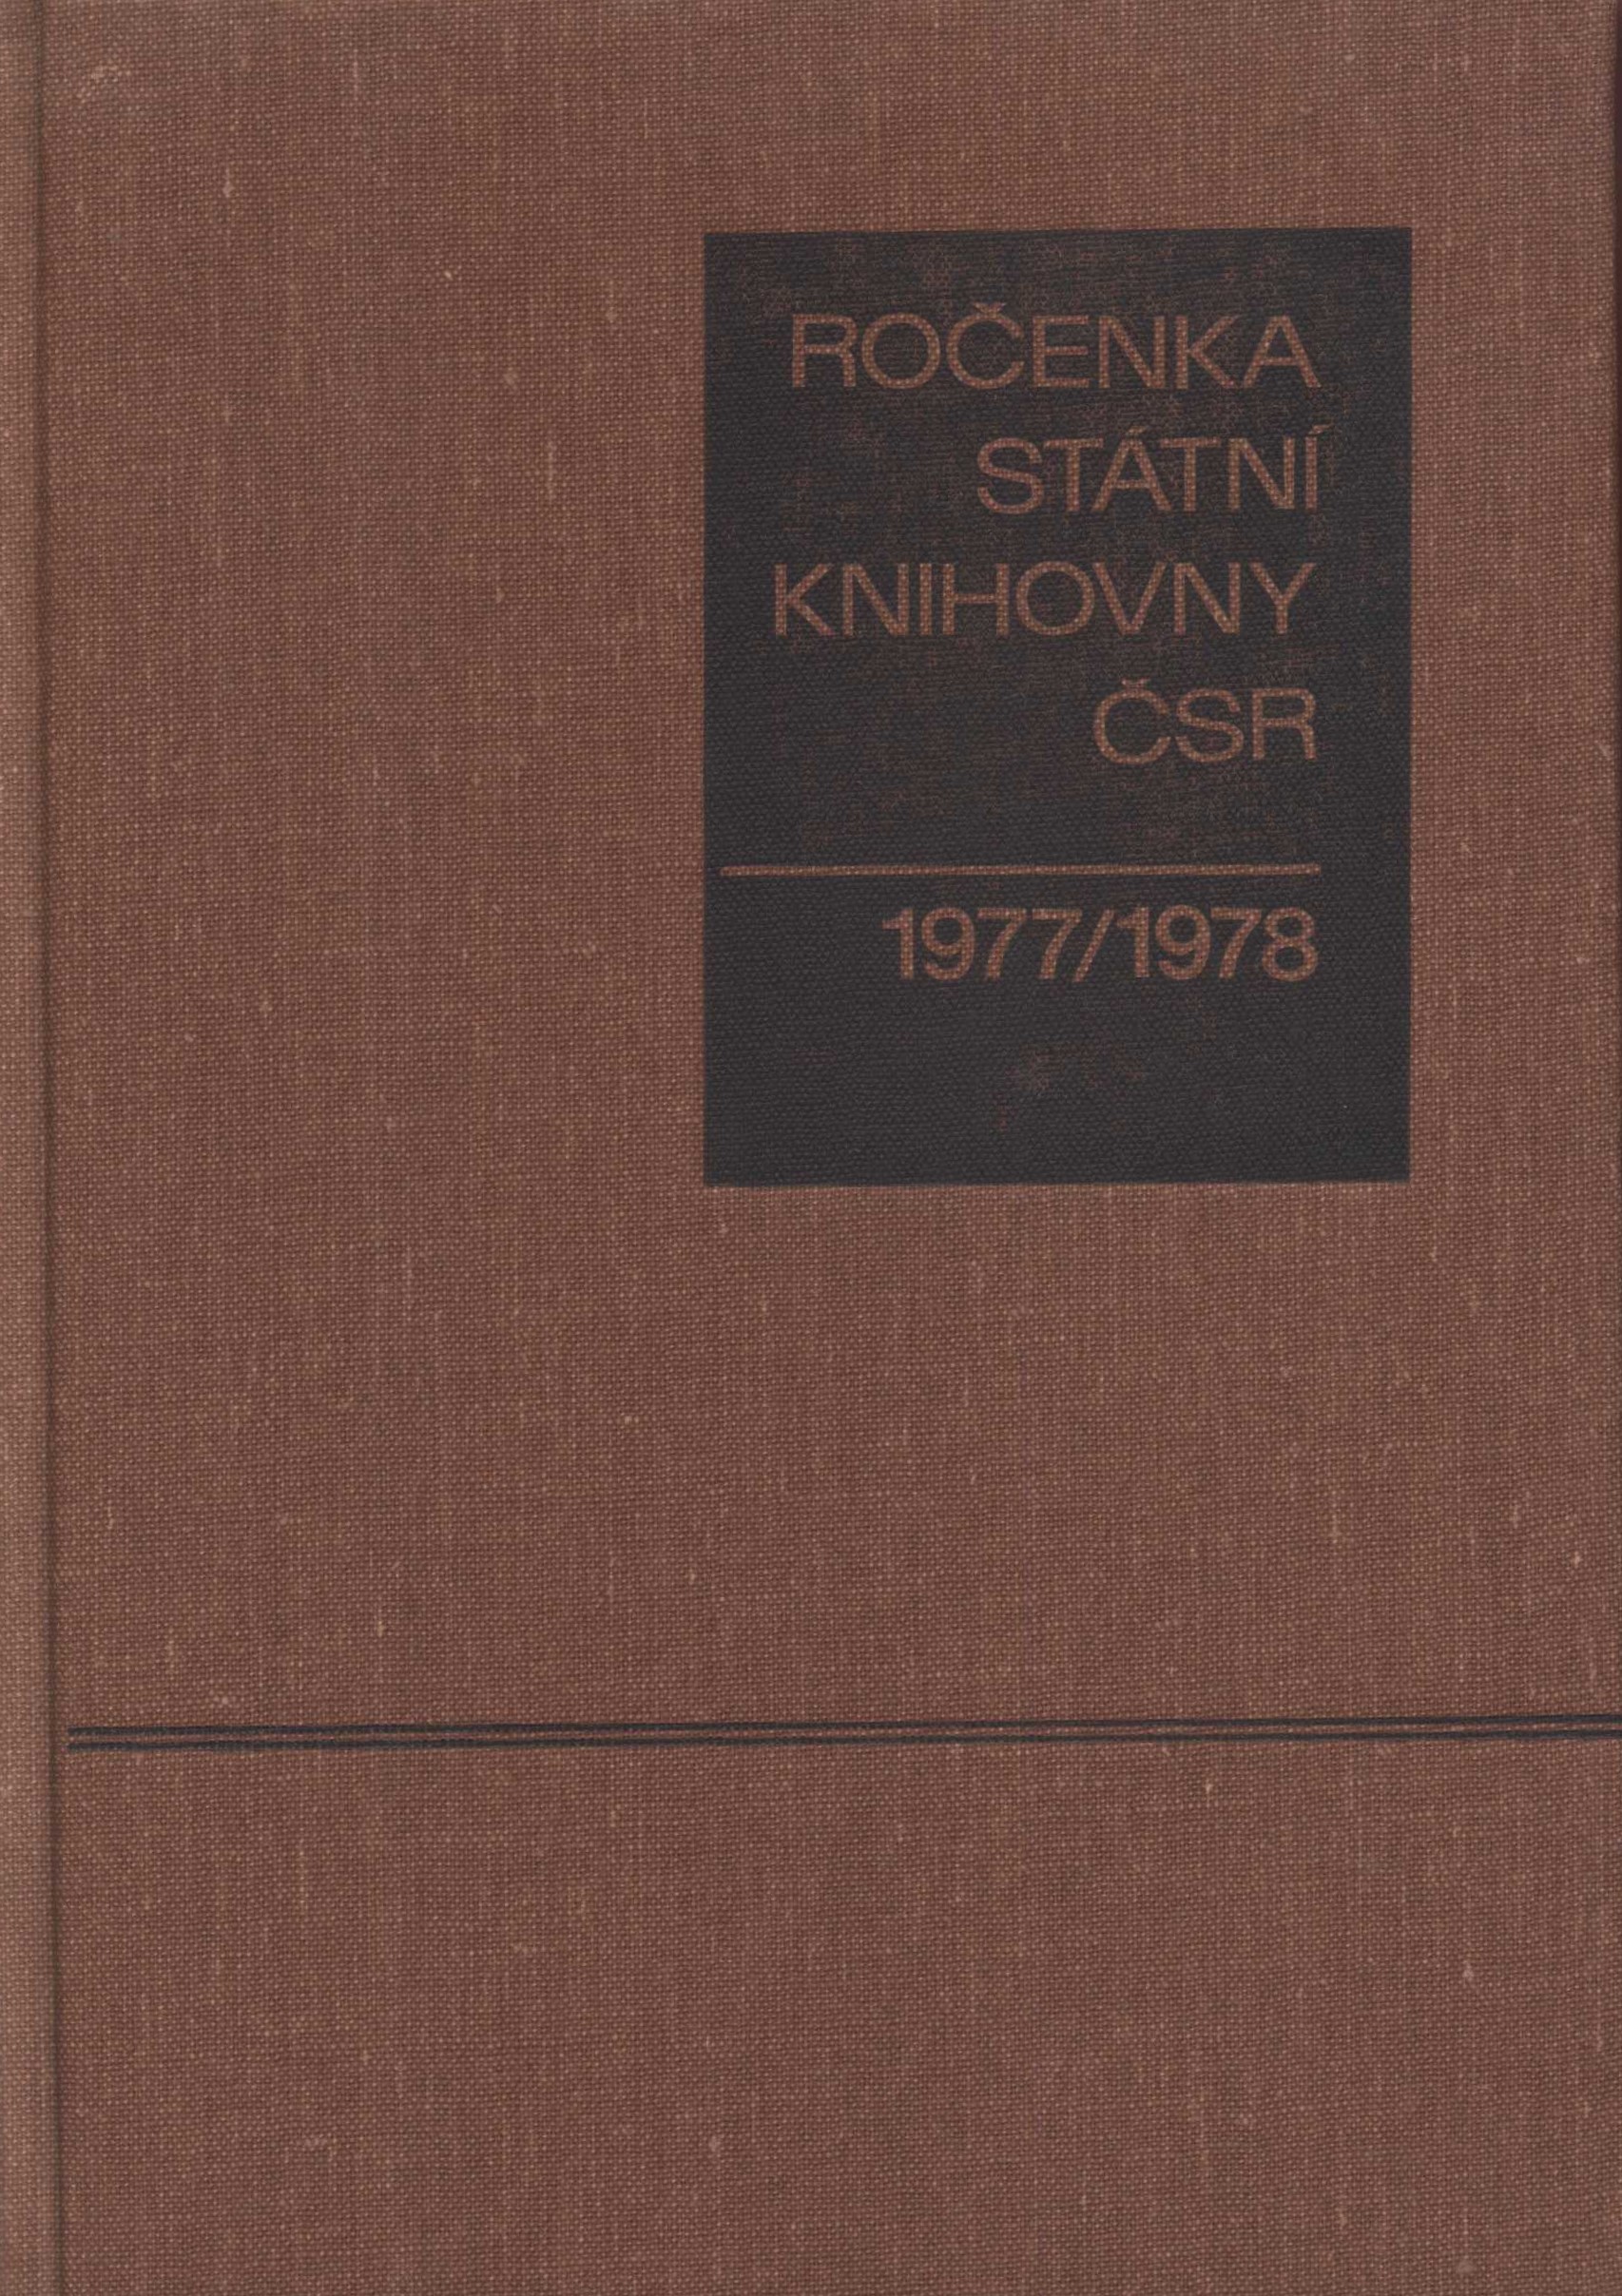 ROČENKA
STÁTNÍ
KNIHOVNY
ČSR
1977/1978